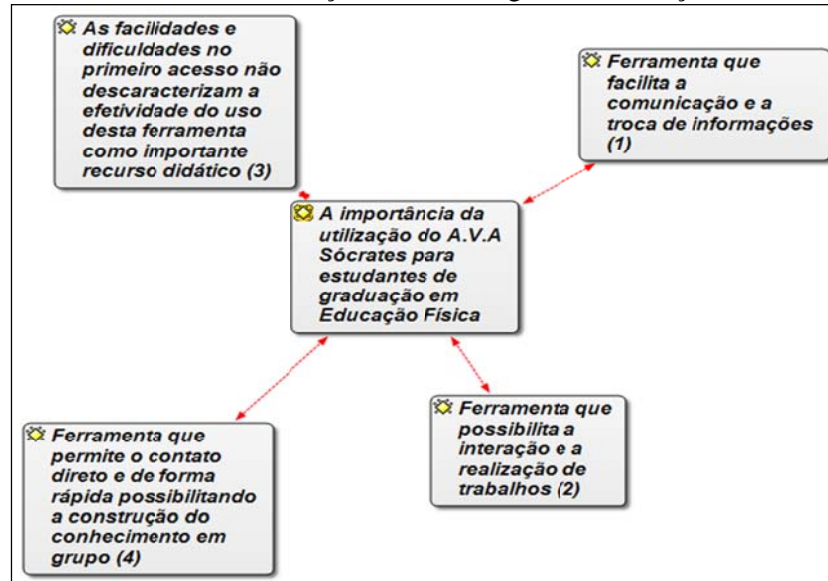 As facilidades e
dificuldades no
primeiro acesso não
descaracterizam a
efetividade do uso
desta ferramenta
como importante
recurso didático (3)
Ferramenta que
facilita a
comunicação e a
troca de informações
(1)
A importância da
utilização do A.V.A
Sócrates para
estudantes de
graduação em
Educação Física
Ferramenta que
permite o contato
direto e de forma
rápida possibilitando
a construção do
conhecimento em
grupo (4)
Ferramenta que
possibilita a
interação e a
realização de
trabalhos (2)